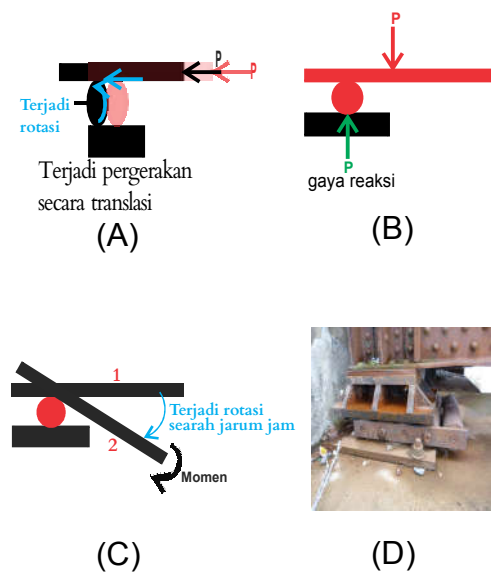 P
P
Terjadi
rotasi
Terjadi pergerakan
secara translasi
(A)
P
P
gaya reaksi
(B)
1
Terjadi rotasi
searah jarum jam
2
Momen
(C)
(D)